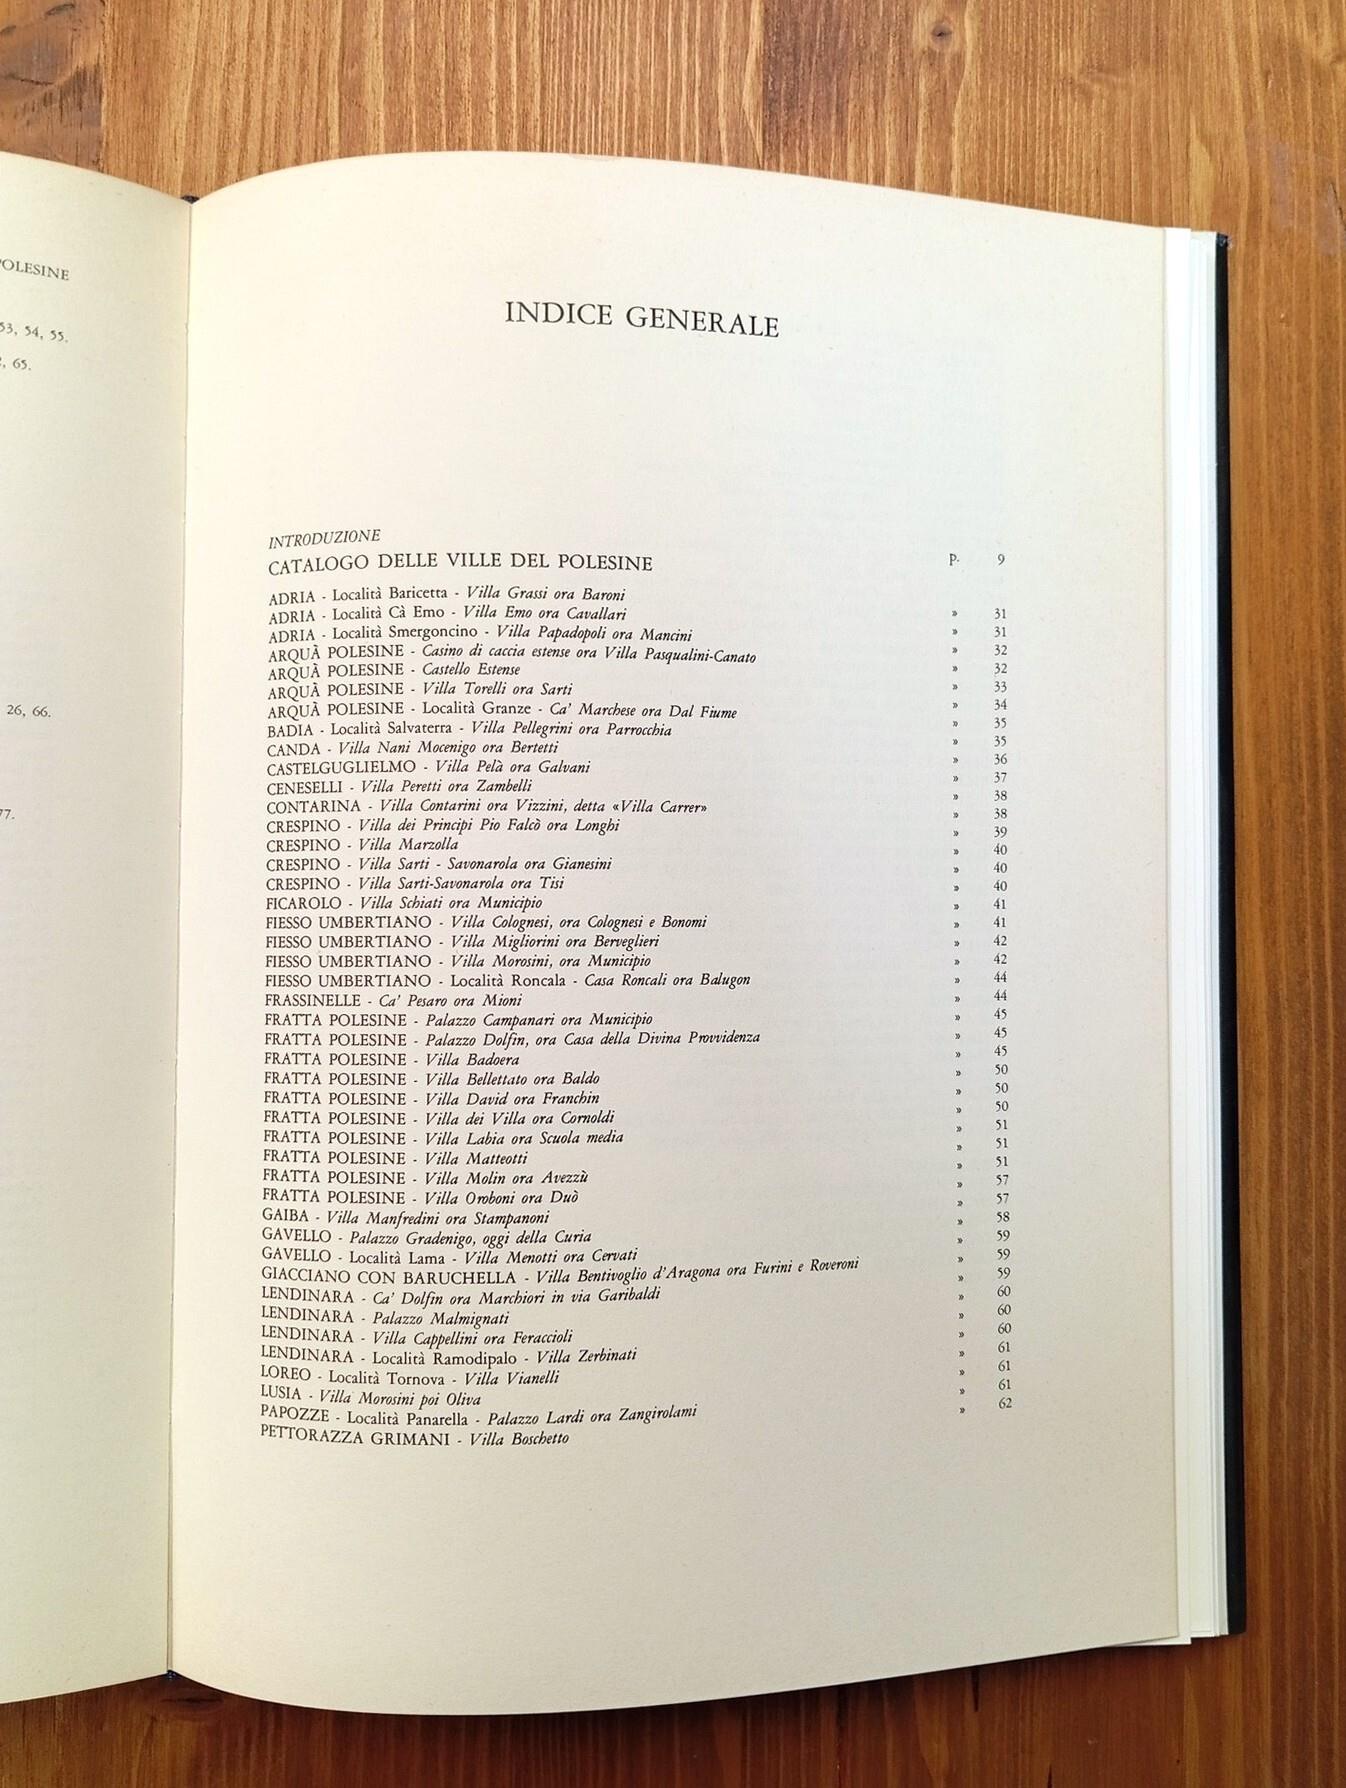 POLESINE
53, 54, 55.
, 65.
26, 66.
77.
INDICE GENERALE
INTRODUZIONE p. 9
CATALOGO DELLE VILLE DEL POLESINE
ADRIA - Località Baricetta - Villa Grassi ora Baroni » 31
ADRIA - Località Cà Emo - Villa Emo ora Cavallari » 31
ADRIA - Località Smergoncino - Villa Papadopoli ora Mancini » 32
ARQUÀ POLESINE - Casino di caccia estense ora Villa Pasqualini-Canato » 32
ARQUÀ POLESINE - Castello Estense » 33
ARQUÀ POLESINE - Villa Torelli ora Sarti » 34
ARQUÀ POLESINE - Località Granze - Ca' Marchese ora Dal Fiume » 35
BADIA - Località Salvaterra - Villa Pellegrini ora Parrocchia » 35
CANDA - Villa Nani Mocenigo ora Bertetti » 36
CASTELGUGLIELMO - Villa Pelà ora Galvani » 37
CENESELLI - Villa Peretti ora Zambelli » 38
CONTARINA - Villa Contarini ora Vizzini, detta «Villa Carrer» » 38
CRESPINO - Villa dei Principi Pio Falcò ora Longhi » 39
CRESPINO - Villa Marzolla » 40
CRESPINO - Villa Sarti - Savonarola ora Gianesini » 40
CRESPINO - Villa Sarti-Savonarola ora Tisi » 40
FICAROLO - Villa Schiati ora Municipio » 41
FIESSO UMBERTIANO - Villa Colognesi, ora Colognesi e Bonomi » 41
FIESSO UMBERTIANO - Villa Migliorini ora Berveglieri » 42
FIESSO UMBERTIANO - Villa Morosini, ora Municipio » 42
FIESSO UMBERTIANO - Località Roncala - Casa Roncali ora Balugon » 44
FRASSINELLE - Ca' Pesaro ora Mioni » 44
FRATTA POLESINE - Palazzo Campanari ora Municipio » 45
FRATTA POLESINE - Palazzo Dolfin, ora Casa della Divina Provvidenza » 45
FRATTA POLESINE - Villa Badoera » 45
FRATTA POLESINE - Villa Bellettato ora Baldo » 50
FRATTA POLESINE - Villa David ora Franchin » 50
FRATTA POLESINE - Villa dei Villa ora Cornoldi » 50
FRATTA POLESINE - Villa Labia ora Scuola media » 51
FRATTA POLESINE - Villa Matteotti » 51
FRATTA POLESINE - Villa Molin ora Avezzù » 51
FRATTA POLESINE - Villa Oroboni ora Duò » 57
GAIBA - Villa Manfredini ora Stampanoni » 57
GAVELLO - Palazzo Gradenigo, oggi della Curia » 58
GAVELLO - Località Lama - Villa Menotti ora Cervati » 59
GIACCIANO CON BARUCHELLA - Villa Bentivoglio d'Aragona ora Furini e Roveroni » 59
LENDINARA - Ca' Dolfin ora Marchiori in via Garibaldi » 59
LENDINARA - Palazzo Malmignati » 60
LENDINARA - Villa Cappellini ora Feraccioli » 60
LENDINARA - Località Ramodipalo - Villa Zerbinati » 60
LOREO - Località Tornova - Villa Vianelli » 61
LUSIA - Villa Morosini poi Oliva » 61
PAPOZZE - Località Panarella - Palazzo Lardi ora Zangirolami » 61
PETTORAZZA GRIMANI - Villa Boschetto » 62